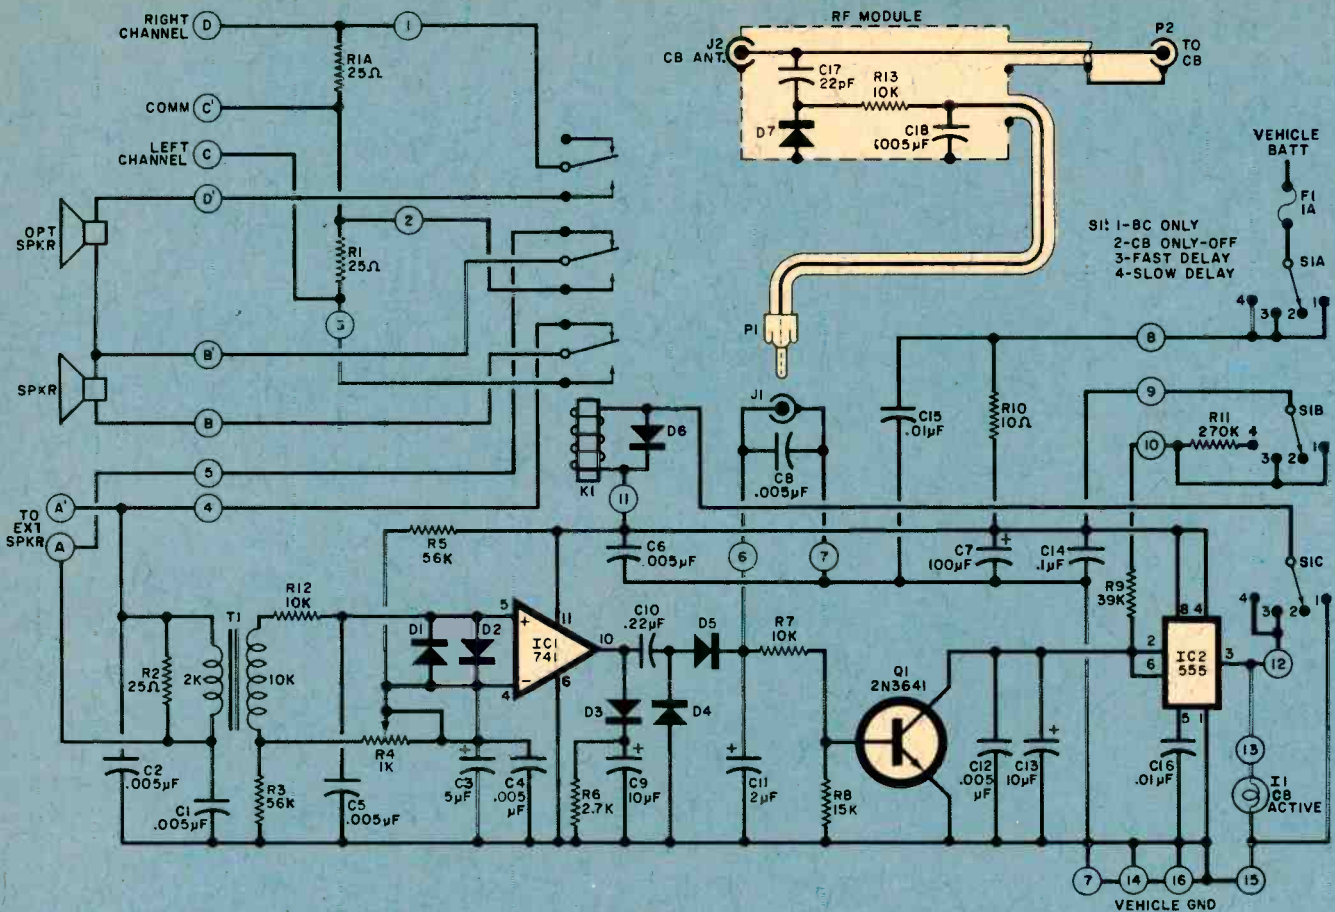 RIGHT CHANNEL
D
1
R1A
25Ω
COMM
C'
LEFT CHANNEL
C
D'
2
OPT SPKR
R1
25Ω
3
B'
SPKR
B
5
A'
4
TO EXT SPKR
A
RF MODULE
J2
CB ANT.
C17
22pF
R13
10K
D7
C18
.005µF
P2
TO CB
P1
J1
VEHICLE BATT
F1
1A
S1: 1-BC ONLY
2-CB ONLY-OFF
3-FAST DELAY
4-SLOW DELAY
S1A
4
3
2
1
8
9
S1B
R11
270K
4
10
3
2
1
C15
.01µF
R10
10Ω
D6
K1
11
C8
.005µF
6
7
R5
56K
C6
.005µF
C7
100µF
+
C14
.1µF
R9
39K
S1C
4
3
2
1
12
R12
10K
T1
R2
25Ω
2K
10K
D1
D2
5
+
IC1
741
-
4
11
6
10
C10
.22µF
D5
D3
D4
R7
10K
Q1
2N3641
8
4
2
6
IC2
555
3
5
1
13
I1
CB ACTIVE
C2
.005µF
C1
.005µF
R3
56K
R4
1K
C5
.005µF
+
C3
5µF
C4
.005 µF
R6
2.7K
+
C9
10µF
+
C11
2µF
R8
15K
C12
.005 µF
+
C13
10µF
C16
.01µF
7
14
16
15
VEHICLE GND